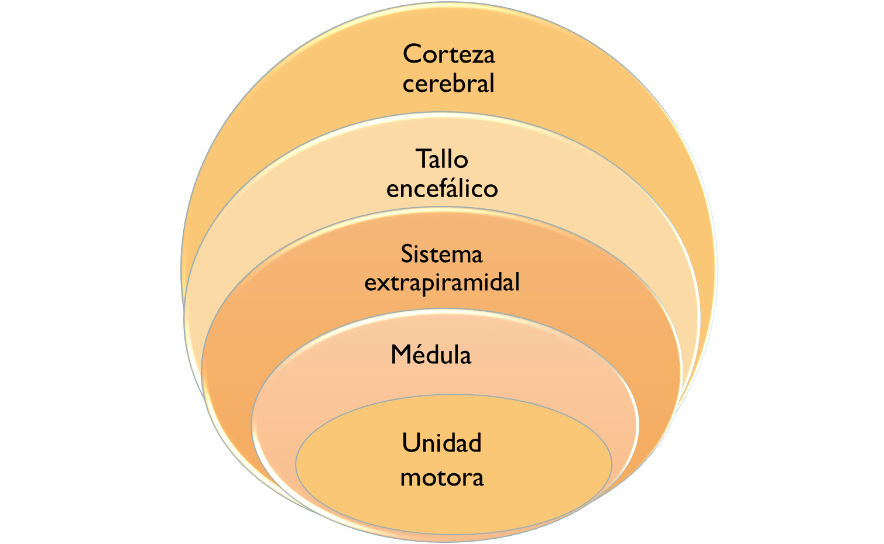 Corteza
cerebral
Tallo
encefálico
Sistema
extrapiramidal
Médula
Unidad
motora